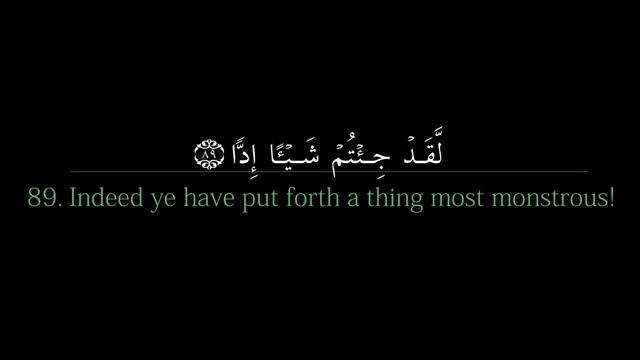 لَّقَدۡ جِئۡتُمۡ شَيۡـًٔا إِدّٗا ۝٨٩
89. Indeed ye have put forth a thing most monstrous!